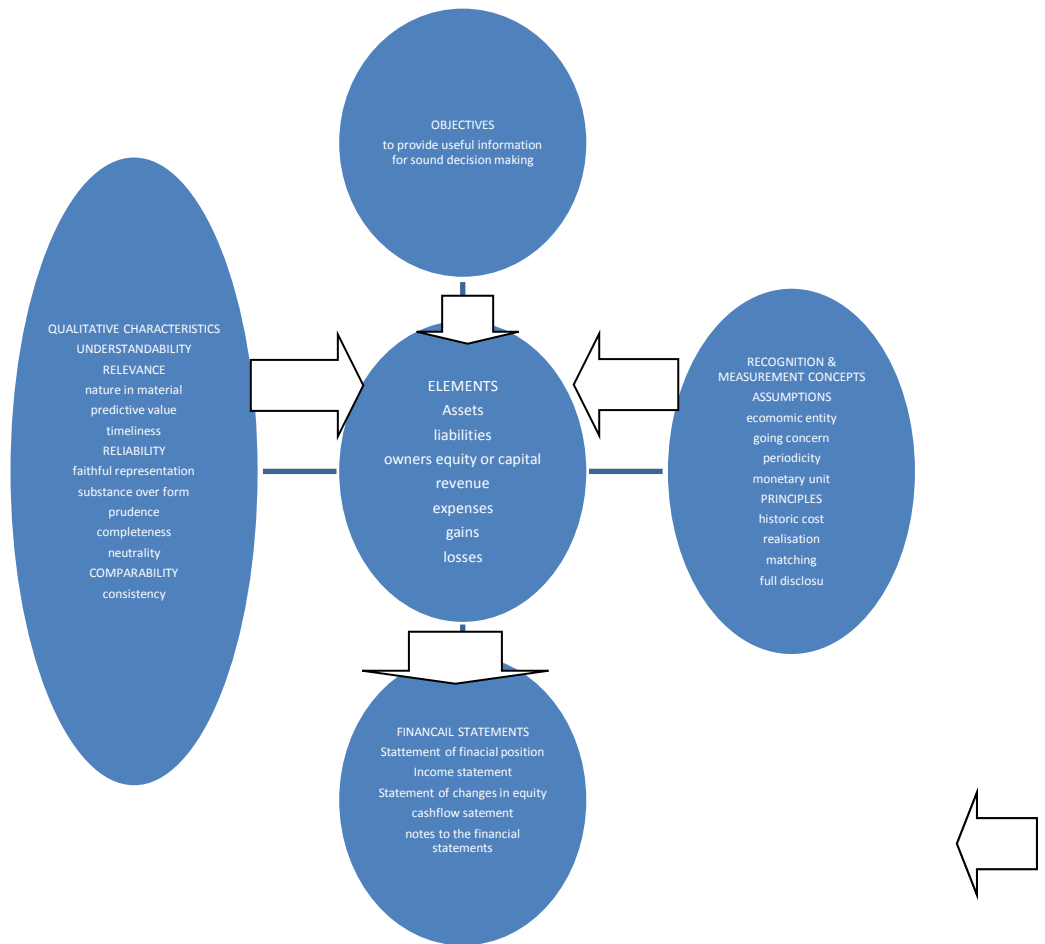 OBJECTIVES
to provide useful information
for sound decision making
QUALITATIVE CHARACTERISTICS
UNDERSTANDABILITY
RELEVANCE
nature in material
predictive value
timeliness
RELIABILITY
faithful representation
substance over form
prudence
completeness
neutrality
COMPARABILITY
consistency
ELEMENTS
Assets
liabilities
owners equity or capital
revenue
expenses
gains
losses
RECOGNITION &
MEASUREMENT CONCEPTS
ASSUMPTIONS
ecomomic entity
going concern
periodicity
monetary unit
PRINCIPLES
historic cost
realisation
matching
full disclosu
FINANCAIL STATEMENTS
Stattement of finacial position
Income statement
Statement of changes in equity
cashflow satement
notes to the financial
statements